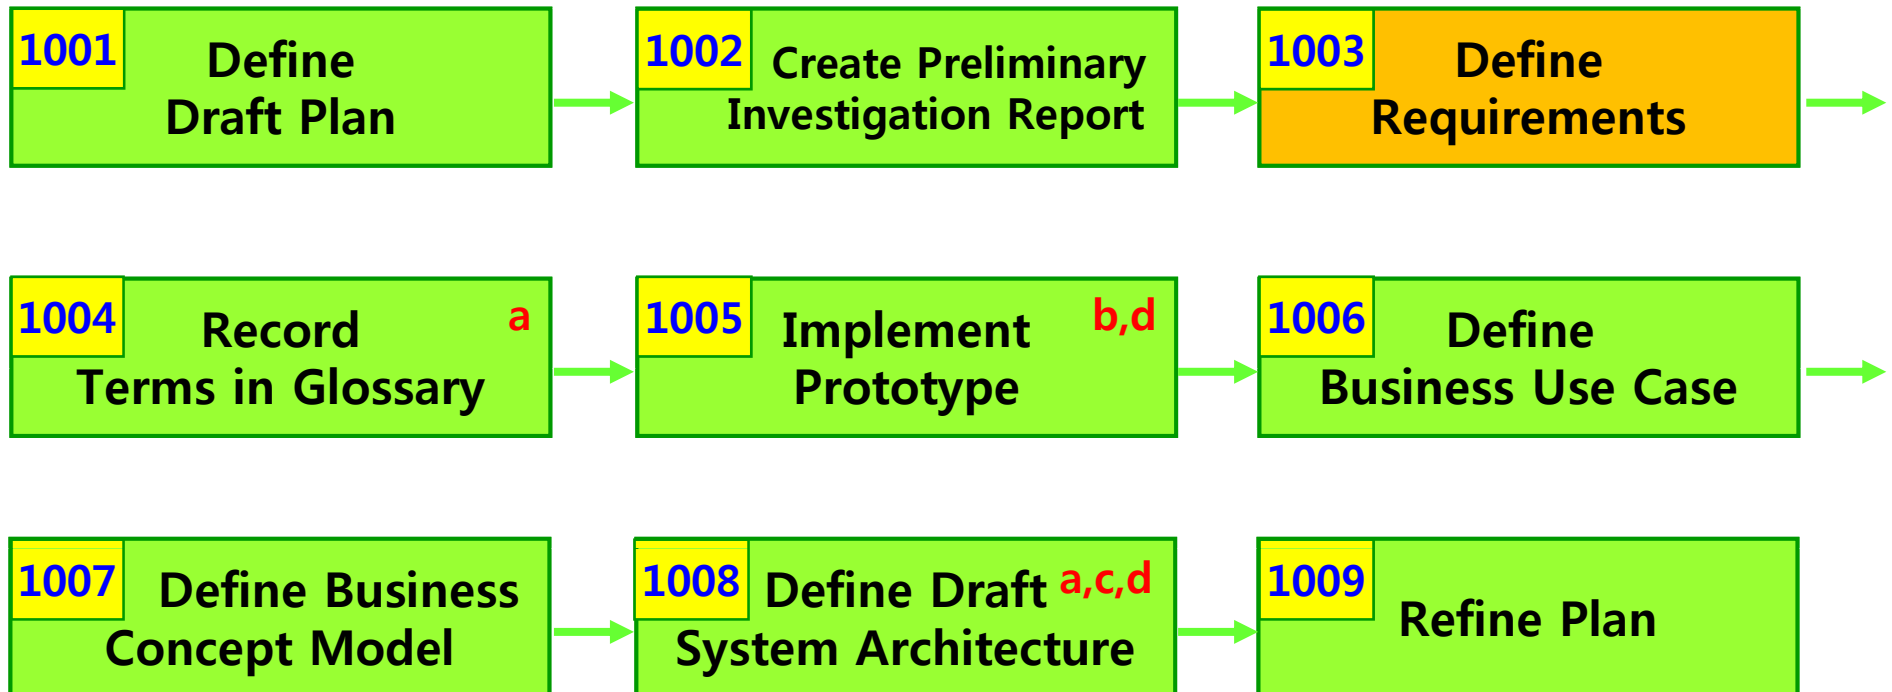 1001
Define
Draft Plan
1002
Create Preliminary
Investigation Report
1003
Define
Requirements
1004
Record
a
Terms in Glossary
1005
Implement
b,d
Prototype
1006
Define
Business Use Case
1007
Define Business
Concept Model
1008
Define Draft
a,c,d
System Architecture
1009
Refine Plan